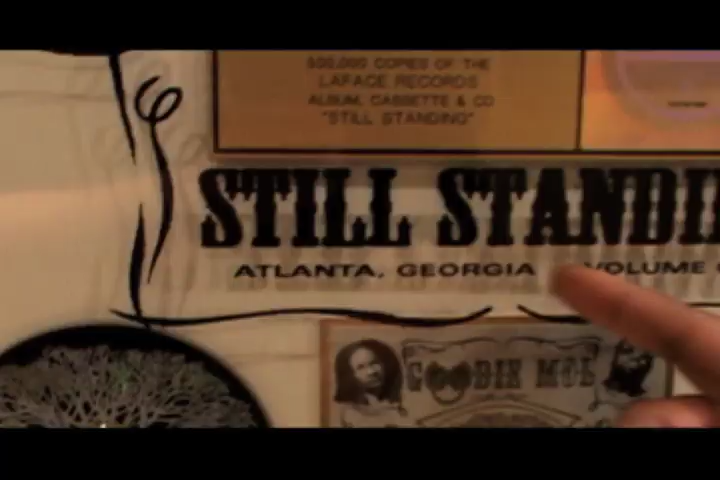 500,000 COPIES OF THE
LAFACE RECORDS
ALBUM, CASSETTE & CD
"STILL STANDING"
STILL STANDI
ATLANTA, GEORGIA VOLUME
GOODIE MOB